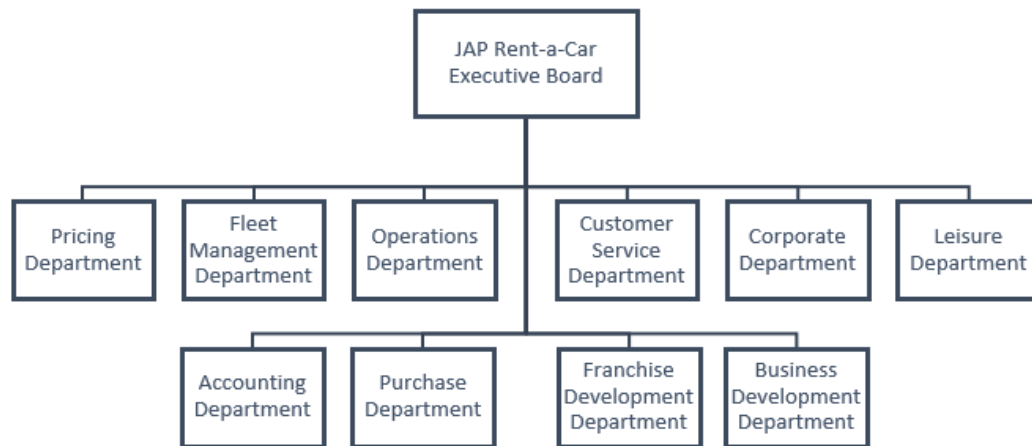 JAP Rent-a-Car
Executive Board
Pricing
Department
Fleet
Management
Department
Operations
Department
Customer
Service
Department
Corporate
Department
Leisure
Department
Accounting
Department
Purchase
Department
Franchise
Development
Department
Business
Development
Department